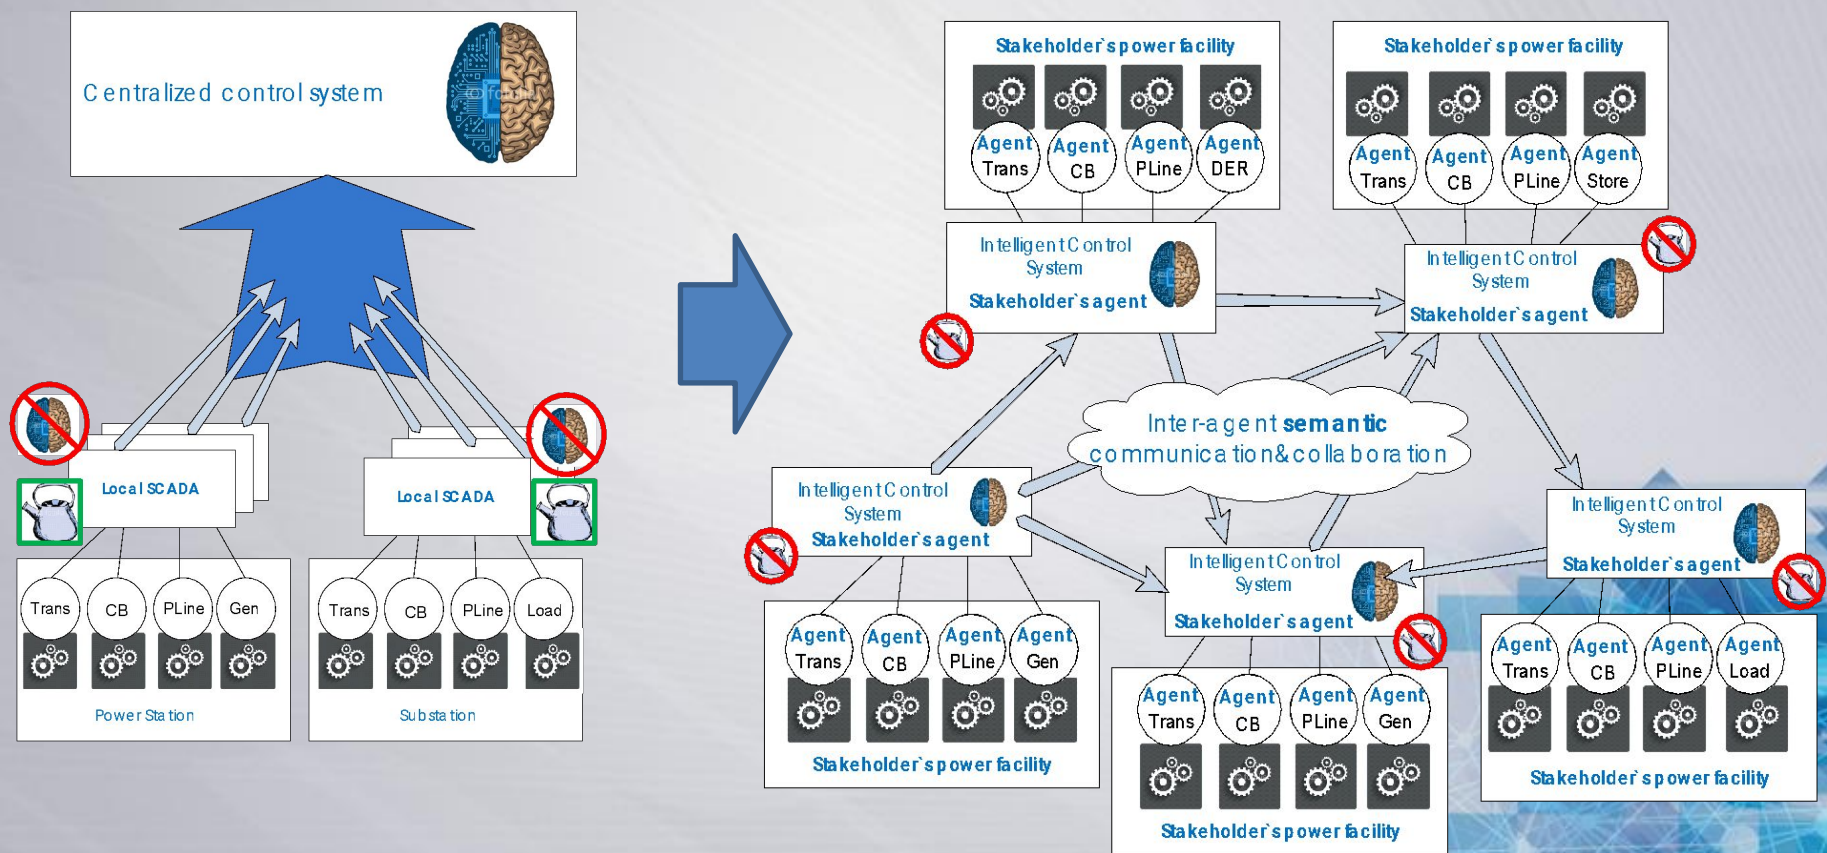 Centralized control system
Local SCADA
Local SCADA
Trans
CB
PLine
Gen
Power Station
Trans
CB
PLine
Load
Substation
Stakeholder`s power facility
Agent
Trans
Agent
CB
Agent
PLine
Agent
DER
Intelligent Control
System
Stakeholder`s agent
Stakeholder`s power facility
Agent
Trans
Agent
CB
Agent
PLine
Agent
Store
Intelligent Control
System
Stakeholder`s agent
Inter-agent semantic
communication&collaboration
Intelligent Control
System
Stakeholder`s agent
Agent
Trans
Agent
CB
Agent
PLine
Agent
Gen
Stakeholder`s power facility
Intelligent Control
System
Stakeholder`s agent
Agent
Trans
Agent
CB
Agent
PLine
Agent
Gen
Stakeholder`s power facility
Intelligent Control
System
Stakeholder`s agent
Agent
Trans
Agent
CB
Agent
PLine
Agent
Load
Stakeholder`s power facility